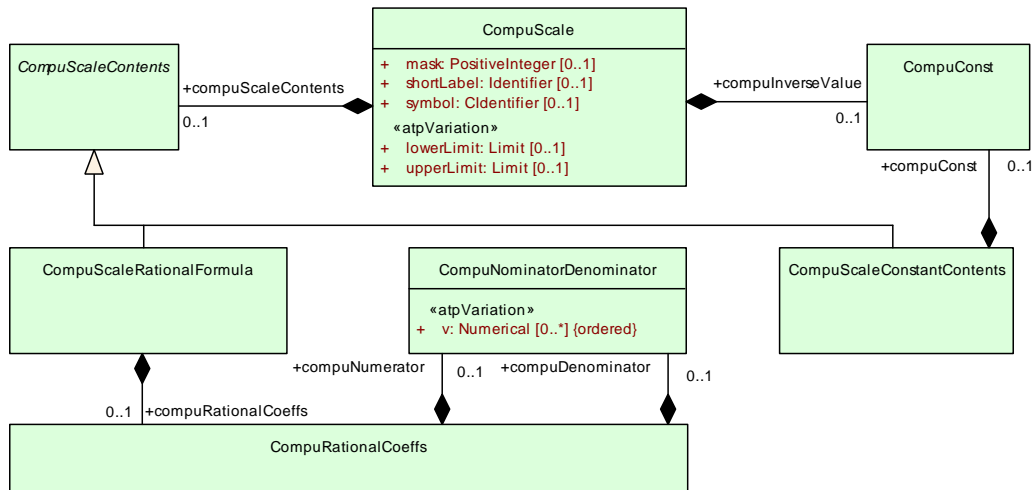 CompuScale
CompuScaleContents
CompuConst
+ mask: PositiveInteger [0..1]
+ shortLabel: Identifier [0..1]
+ symbol: CIdentifier [0..1]
«atpVariation»
+ lowerLimit: Limit [0..1]
+ upperLimit: Limit [0..1]
+compuScaleContents
0..1
+compuInverseValue
0..1
+compuConst
0..1
CompuScaleRationalFormula
CompuNominatorDenominator
«atpVariation»
+ v: Numerical [0..*] {ordered}
CompuScaleConstantContents
+compuNumerator
0..1
+compuDenominator
0..1
0..1
+compuRationalCoeffs
CompuRationalCoeffs